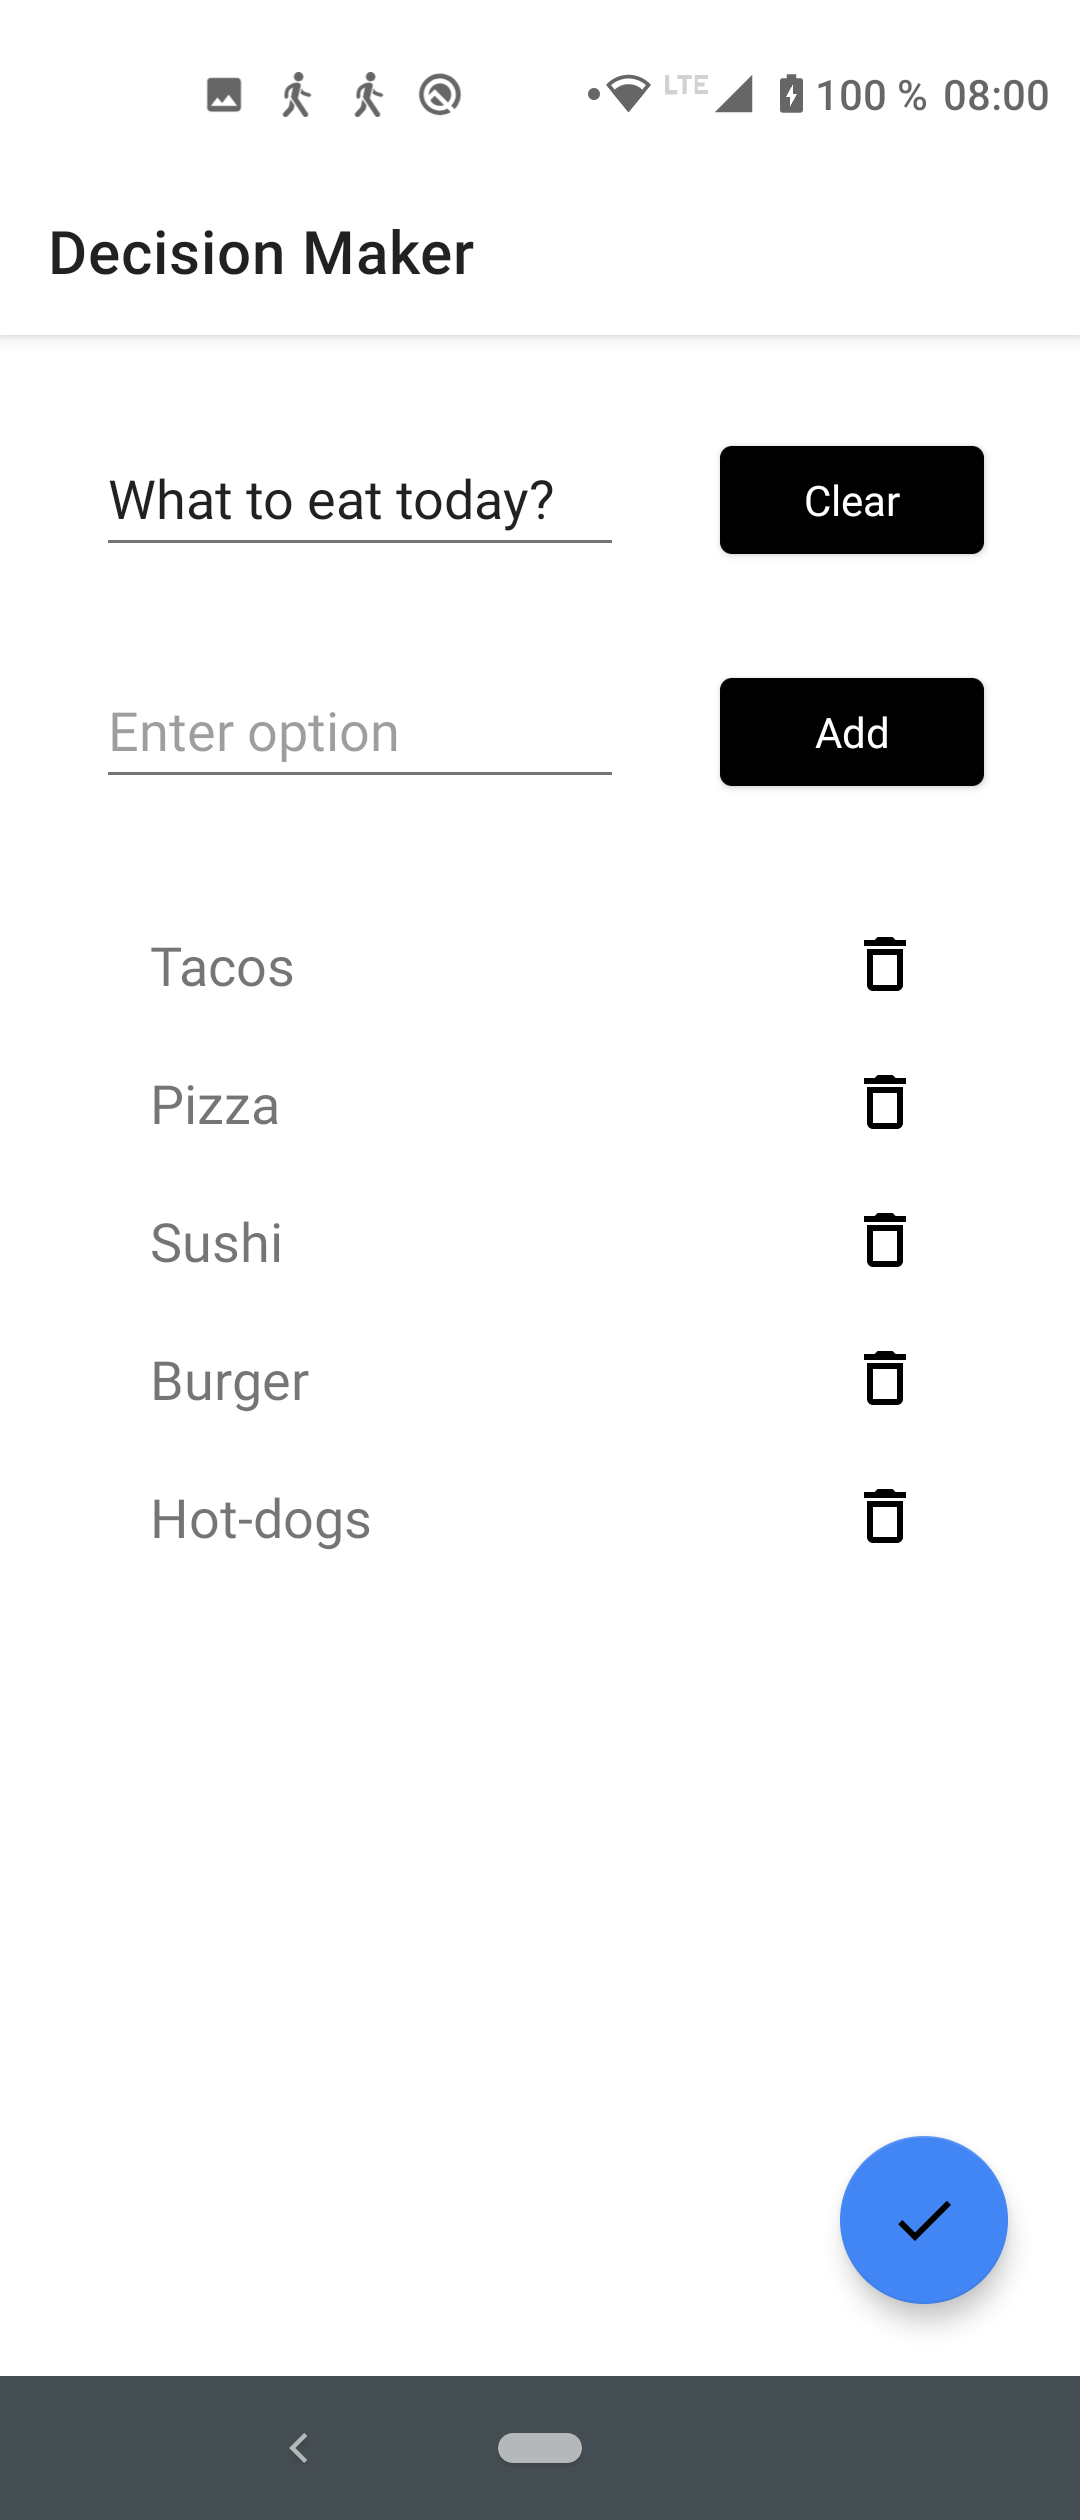 LTE 100 % 08:00
Decision Maker
What to eat today?
Clear
Enter option
Add
Tacos
Pizza
Sushi
Burger
Hot-dogs